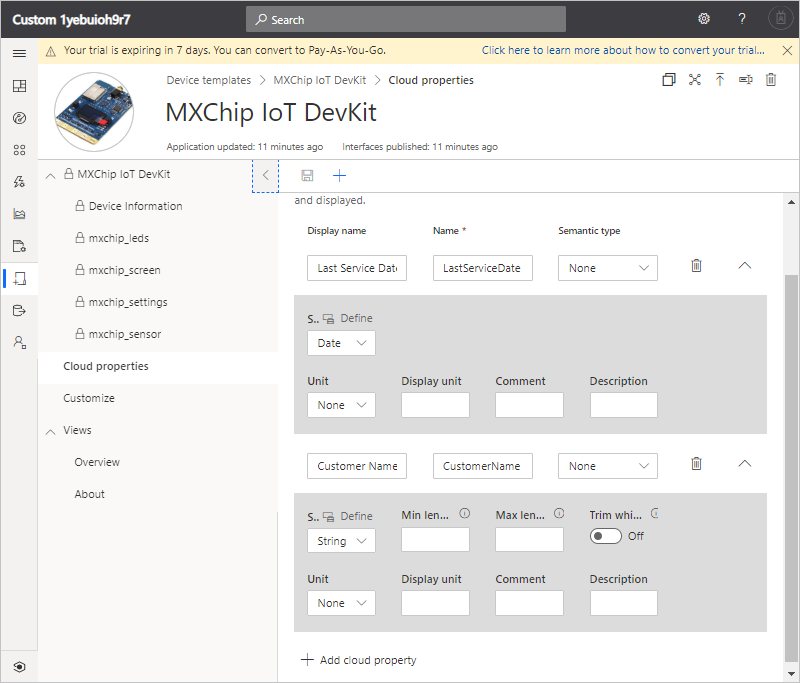 Custom 1yebuioh9r7
Search
?
Your trial is expiring in 7 days. You can convert to Pay-As-You-Go.
Click here to learn more about how to convert your trial...
Device templates > MXChip IoT DevKit > Cloud properties
MXChip IoT DevKit
Application updated: 11 minutes ago Interfaces published: 11 minutes ago
MXChip IoT DevKit
Device Information
mxchip_leds
mxchip_screen
mxchip_settings
mxchip_sensor
Cloud properties
Customize
Views
Overview
About
and displayed.
Display name Name * Semantic type
Last Service Date LastServiceDate None
S.. Define
Date
Unit Display unit Comment Description
None
Customer Name CustomerName None
S.. Define Min len... Max len... Trim whi...
String Off
Unit Display unit Comment Description
None
Add cloud property